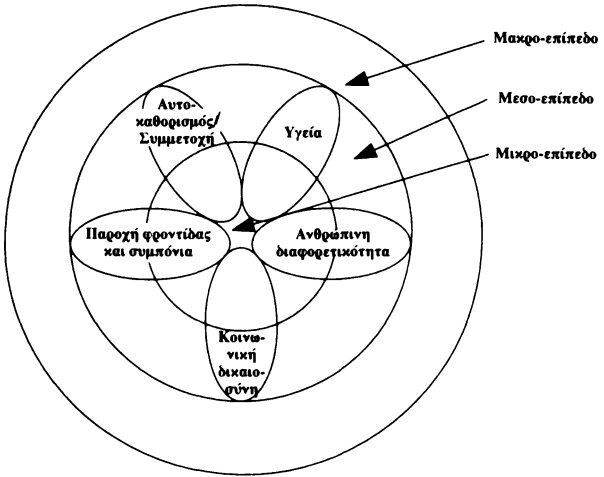 Μακρο-επίπεδο
Μεσο-επίπεδο
Μικρο-επίπεδο
Αυτο-
καθορισμός/
Συμμετοχή
Υγεία
Παροχή φροντίδας
και συμπόνια
Ανθρώπινη
διαφορετικότητα
Κοινω-
νική
δικαιο-
σύνη